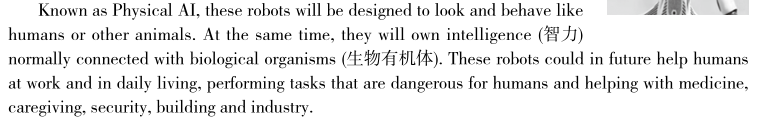 Known as Physical AI, these robots will be designed to look and behave like
humans or other animals. At the same time, they will own intelligence (智力)
normally connected with biological organisms (生物有机体). These robots could in future help humans
at work and in daily living, performing tasks that are dangerous for humans and helping with medicine,
caregiving, security, building and industry.